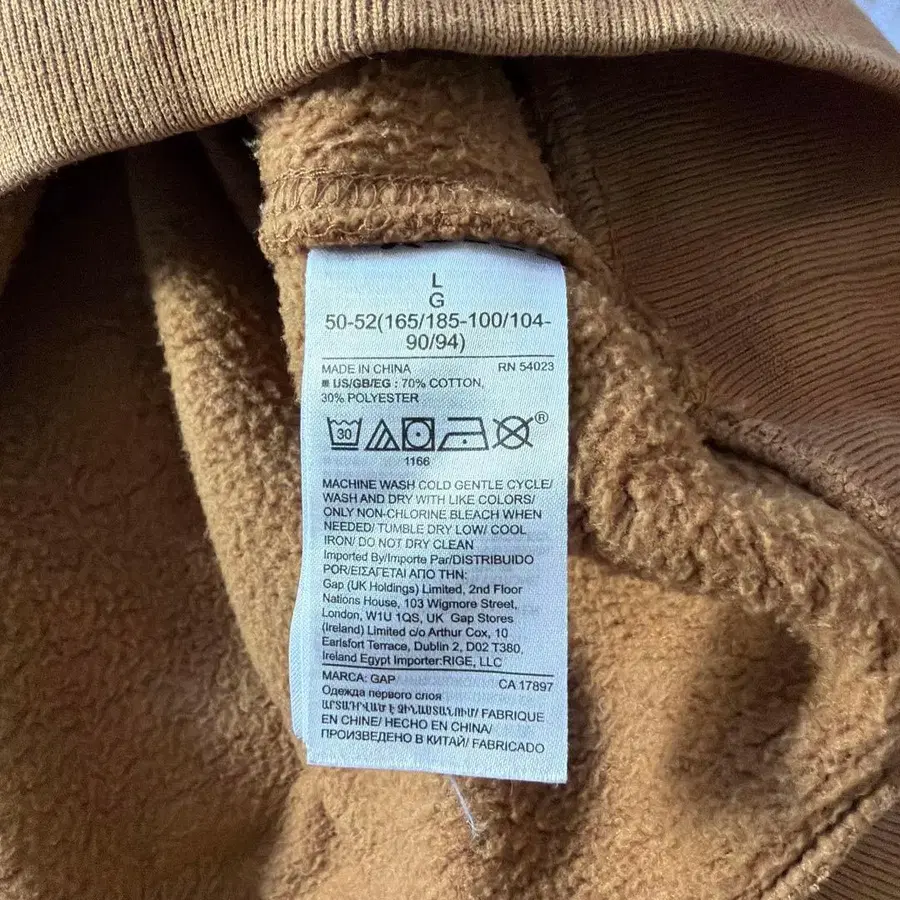 L
G
50-52(165/185-100/104-
90/94)
MADE IN CHINA RN 54023
US/GB/EG : 70% COTTON,
30% POLYESTER
30
®
1166
MACHINE WASH COLD GENTLE CYCLE/
WASH AND DRY WITH LIKE COLORS/
ONLY NON-CHLORINE BLEACH WHEN
NEEDED/ TUMBLE DRY LOW/ COOL
IRON/ DO NOT DRY CLEAN
Imported By/Importe Par/DISTRIBUIDO
POR/ΕΙΣΑΓΕΤΑΙ ΑΠΟ ΤΗΝ:
Gap (UK Holdings) Limited, 2nd Floor
Nations House, 103 Wigmore Street,
London, W1U 1QS, UK Gap Stores
(Ireland) Limited c/o Arthur Cox, 10
Earlsfort Terrace, Dublin 2, D02 T380,
Ireland Egypt Importer:RIGE, LLC
MARCA: GAP CA 17897
Одежда первого слоя
ԱՐՏԱԴՐՎԱԾ Է ՉԻՆԱՍՏԱՆՈՒՄ/ FABRIQUE
EN CHINE/ HECHO EN CHINA/
ПРОИЗВЕДЕНО В КИТАЙ/ FABRICADO